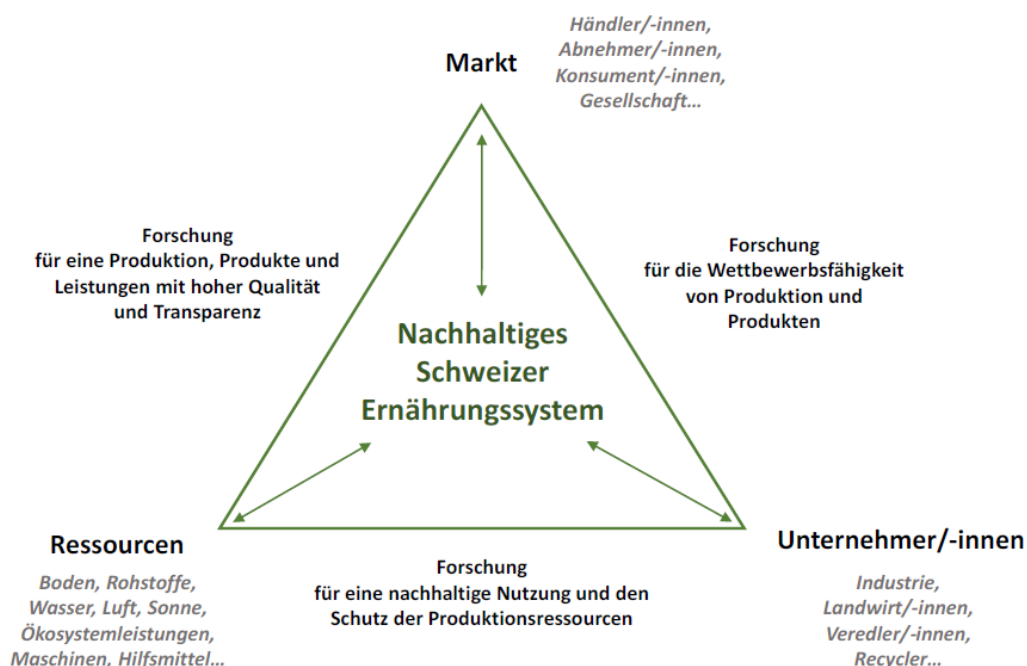 Markt
Händler/-innen,
Abnehmer/-innen,
Konsument/-innen,
Gesellschaft…
Forschung
für eine Produktion, Produkte und
Leistungen mit hoher Qualität
und Transparenz
Forschung
für die Wettbewerbsfähigkeit
von Produktion und
Produkten
Nachhaltiges
Schweizer
Ernährungssystem
Ressourcen
Boden, Rohstoffe,
Wasser, Luft, Sonne,
Ökosystemleistungen,
Maschinen, Hilfsmittel…
Forschung
für eine nachhaltige Nutzung und den
Schutz der Produktionsressourcen
Unternehmer/-innen
Industrie,
Landwirt/-innen,
Veredler/-innen,
Recycler…